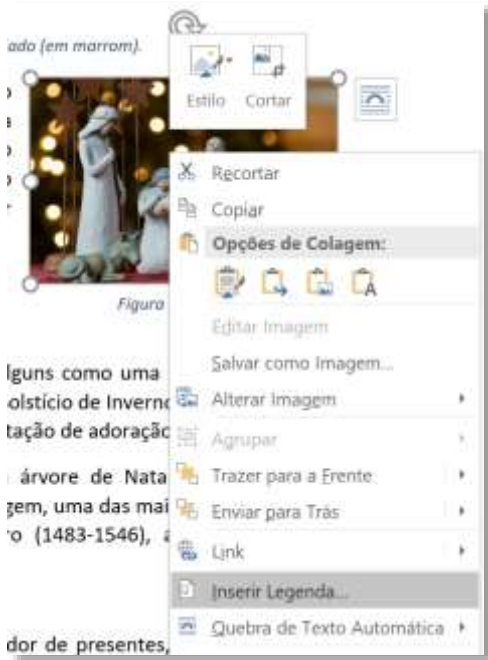 ado (em marrom).
Estilo Cortar
Recortar
Copiar
Opções de Colagem:
A
Editar Imagem
Salvar como Imagem...
Figura
Alterar Imagem
Agrupar
Trazer para a Frente
Enviar para Trás
Link
Inserir Legenda...
Quebra de Texto Automática
lguns como uma
olstício de Inverno
tação de adoração
árvore de Nata
gem, uma das mai
ro (1483-1546), a
dor de presentes,